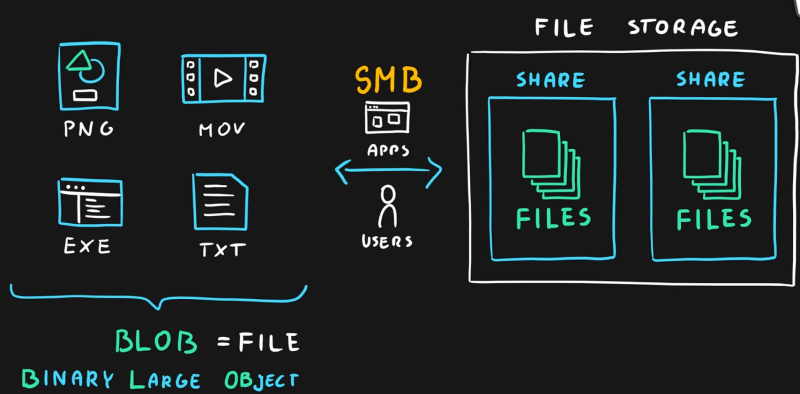 PNG
MOV
EXE
TXT
BLOB = FILE
BINARY LARGE OBJECT
SMB
APPS
USERS
FILE STORAGE
SHARE
FILES
SHARE
FILES